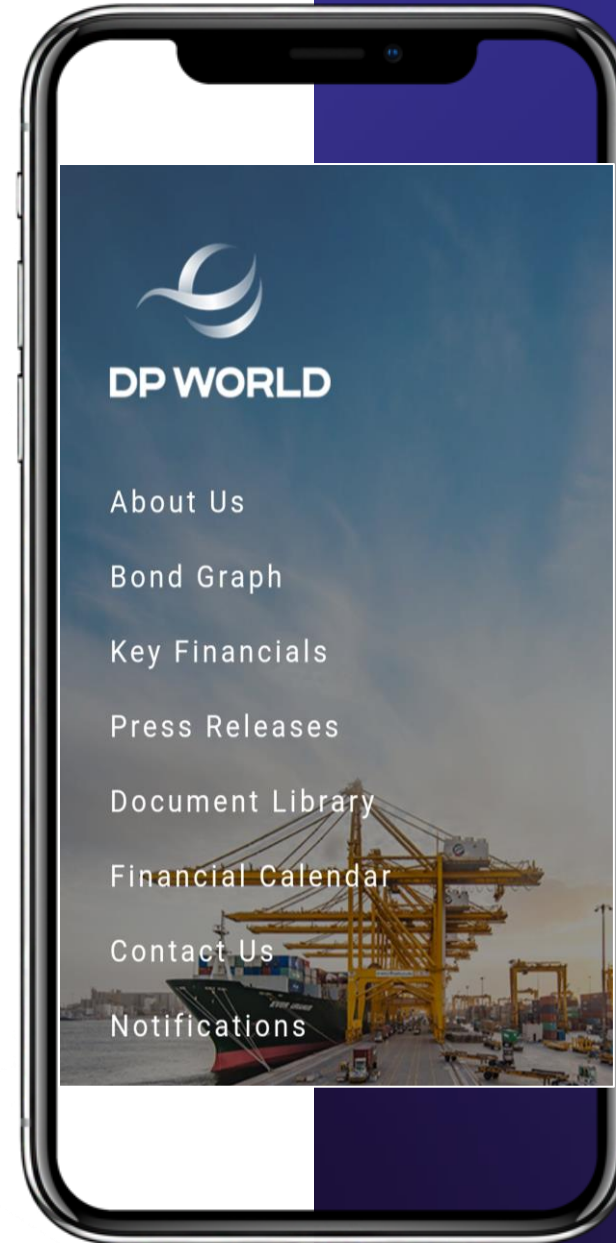 DP WORLD
About Us
Bond Graph
Key Financials
Press Releases
Document Library
Financial Calendar
Contact Us
Notifications